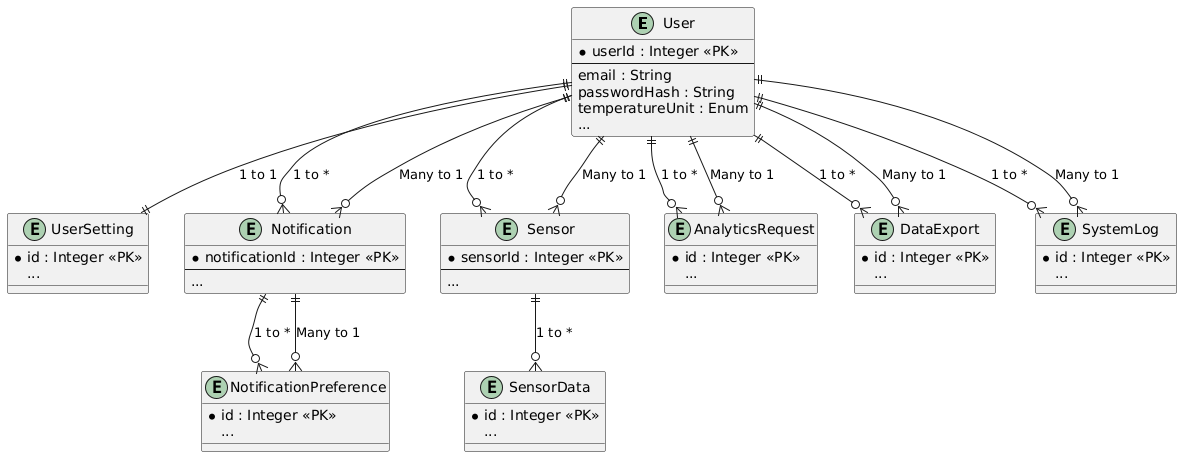 E User
* userId : Integer «PK»
email : String
passwordHash : String
temperatureUnit : Enum
...
1 to 1
1 to *
Many to 1
1 to *
Many to 1
1 to *
Many to 1
1 to *
Many to 1
1 to *
Many to 1
E UserSetting
* id : Integer «PK»
...
E Notification
* notificationId : Integer «PK»
...
E Sensor
* sensorId : Integer «PK»
...
E AnalyticsRequest
* id : Integer «PK»
...
E DataExport
* id : Integer «PK»
...
E SystemLog
* id : Integer «PK»
...
1 to *
Many to 1
1 to *
E NotificationPreference
* id : Integer «PK»
...
E SensorData
* id : Integer «PK»
...